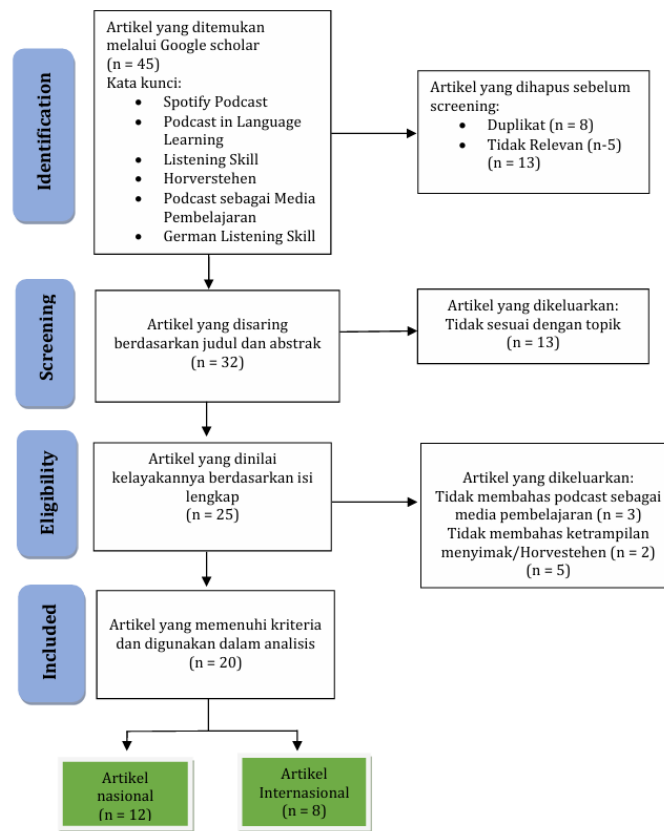 Identification
Artikel yang ditemukan
melalui Google scholar
(n = 45)
Kata kunci:
• Spotify Podcast
• Podcast in Language
Learning
• Listening Skill
• Horverstehen
• Podcast sebagai Media
Pembelajaran
• German Listening Skill
Artikel yang dihapus sebelum
screening:
• Duplikat (n = 8)
• Tidak Relevan (n-5)
(n = 13)
Screening
Artikel yang disaring
berdasarkan judul dan abstrak
(n = 32)
Artikel yang dikeluarkan:
Tidak sesuai dengan topik
(n = 13)
Eligibility
Artikel yang dinilai
kelayakannya berdasarkan isi
lengkap
(n = 25)
Artikel yang dikeluarkan:
Tidak membahas podcast sebagai
media pembelajaran (n = 3)
Tidak membahas ketrampilan
menyimak/Horvestehen (n = 2)
(n = 5)
Included
Artikel yang memenuhi kriteria
dan digunakan dalam analisis
(n = 20)
Artikel
nasional
(n = 12)
Artikel
Internasional
(n = 8)